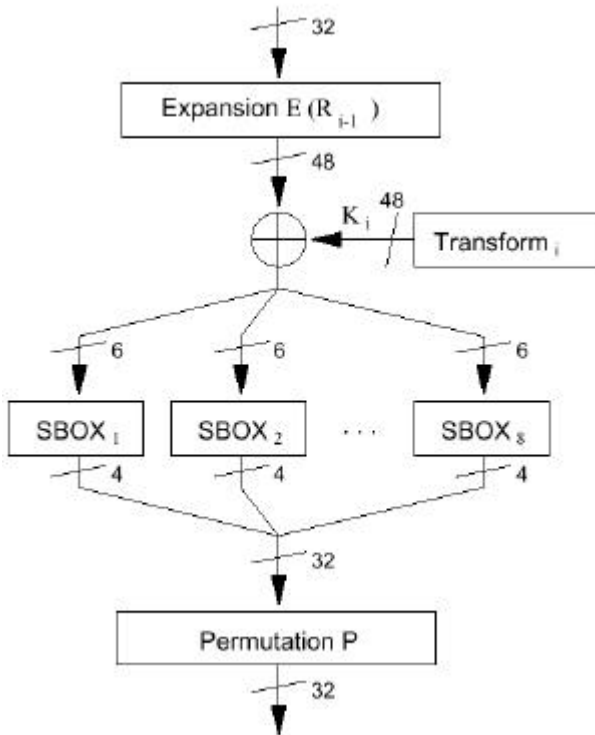 32
Expansion E (R i-1 )
48
48
K i
Transform i
6 6 6
SBOX 1 SBOX 2 . . . SBOX 8
4 4 4
32
Permutation P
32